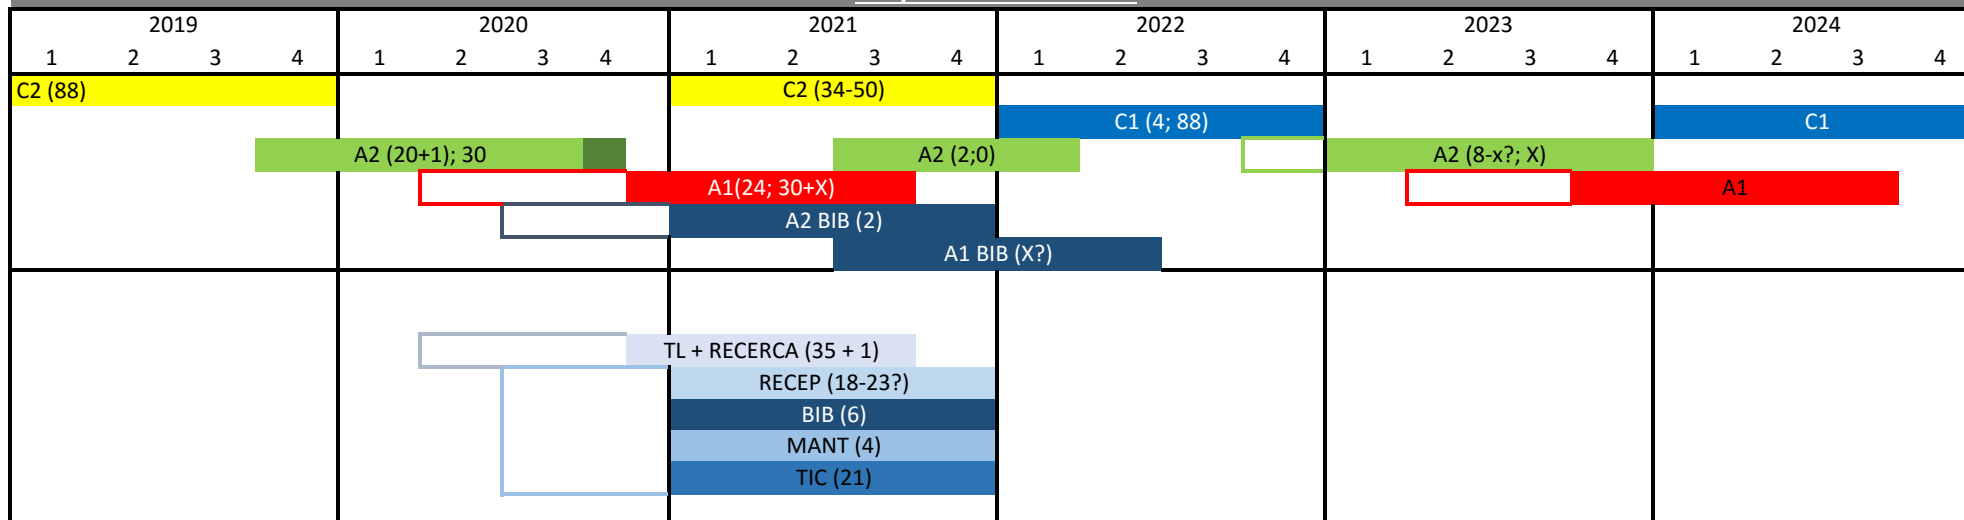 2019 2020 2021 2022 2023 2024
1 2 3 4 1 2 3 4 1 2 3 4 1 2 3 4 1 2 3 4 1 2 3 4
C2 (88) C2 (34-50)
C1 (4; 88) C1
A2 (20+1); 30 A2 (2;0) A2 (8-x?; X)
A1(24; 30+X) A1
A2 BIB (2)
A1 BIB (X?)
TL + RECERCA (35 + 1)
RECEP (18-23?)
BIB (6)
MANT (4)
TIC (21)